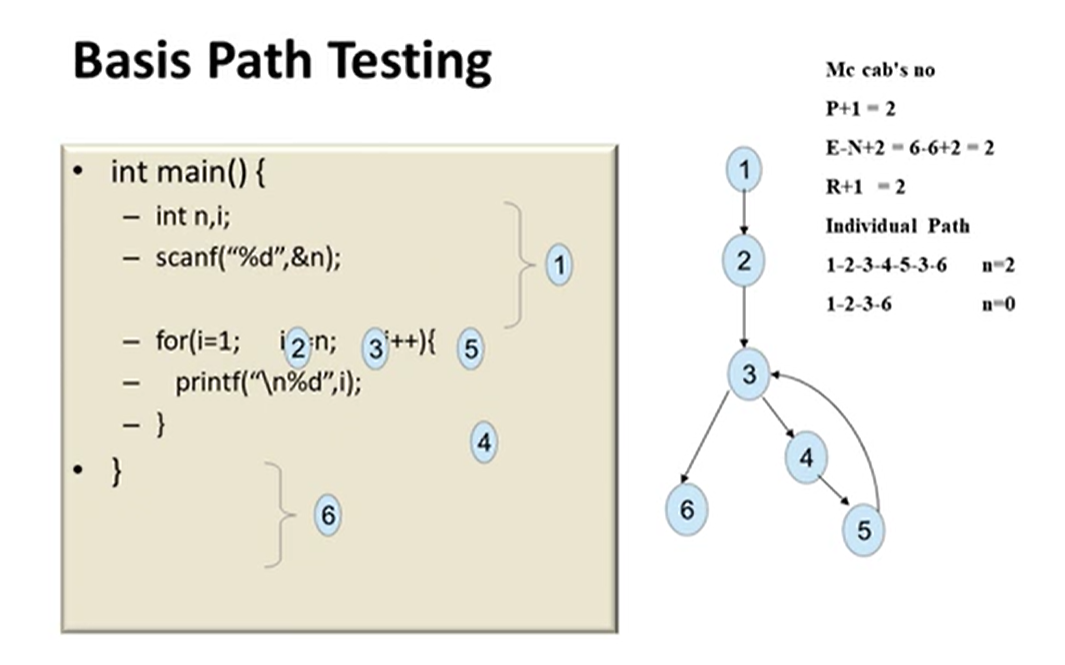 Basis Path Testing
• int main() {
– int n,i;
– scanf("%d",&n);
1
– for(i=1; i 2 n; 3 ++){ 5
– printf("\n%d",i);
– }
4
• }
6
1
2
3
4
5
6
Mc cab's no
P+1 = 2
E-N+2 = 6-6+2 = 2
R+1 = 2
Individual Path
1-2-3-4-5-3-6 n=2
1-2-3-6 n=0